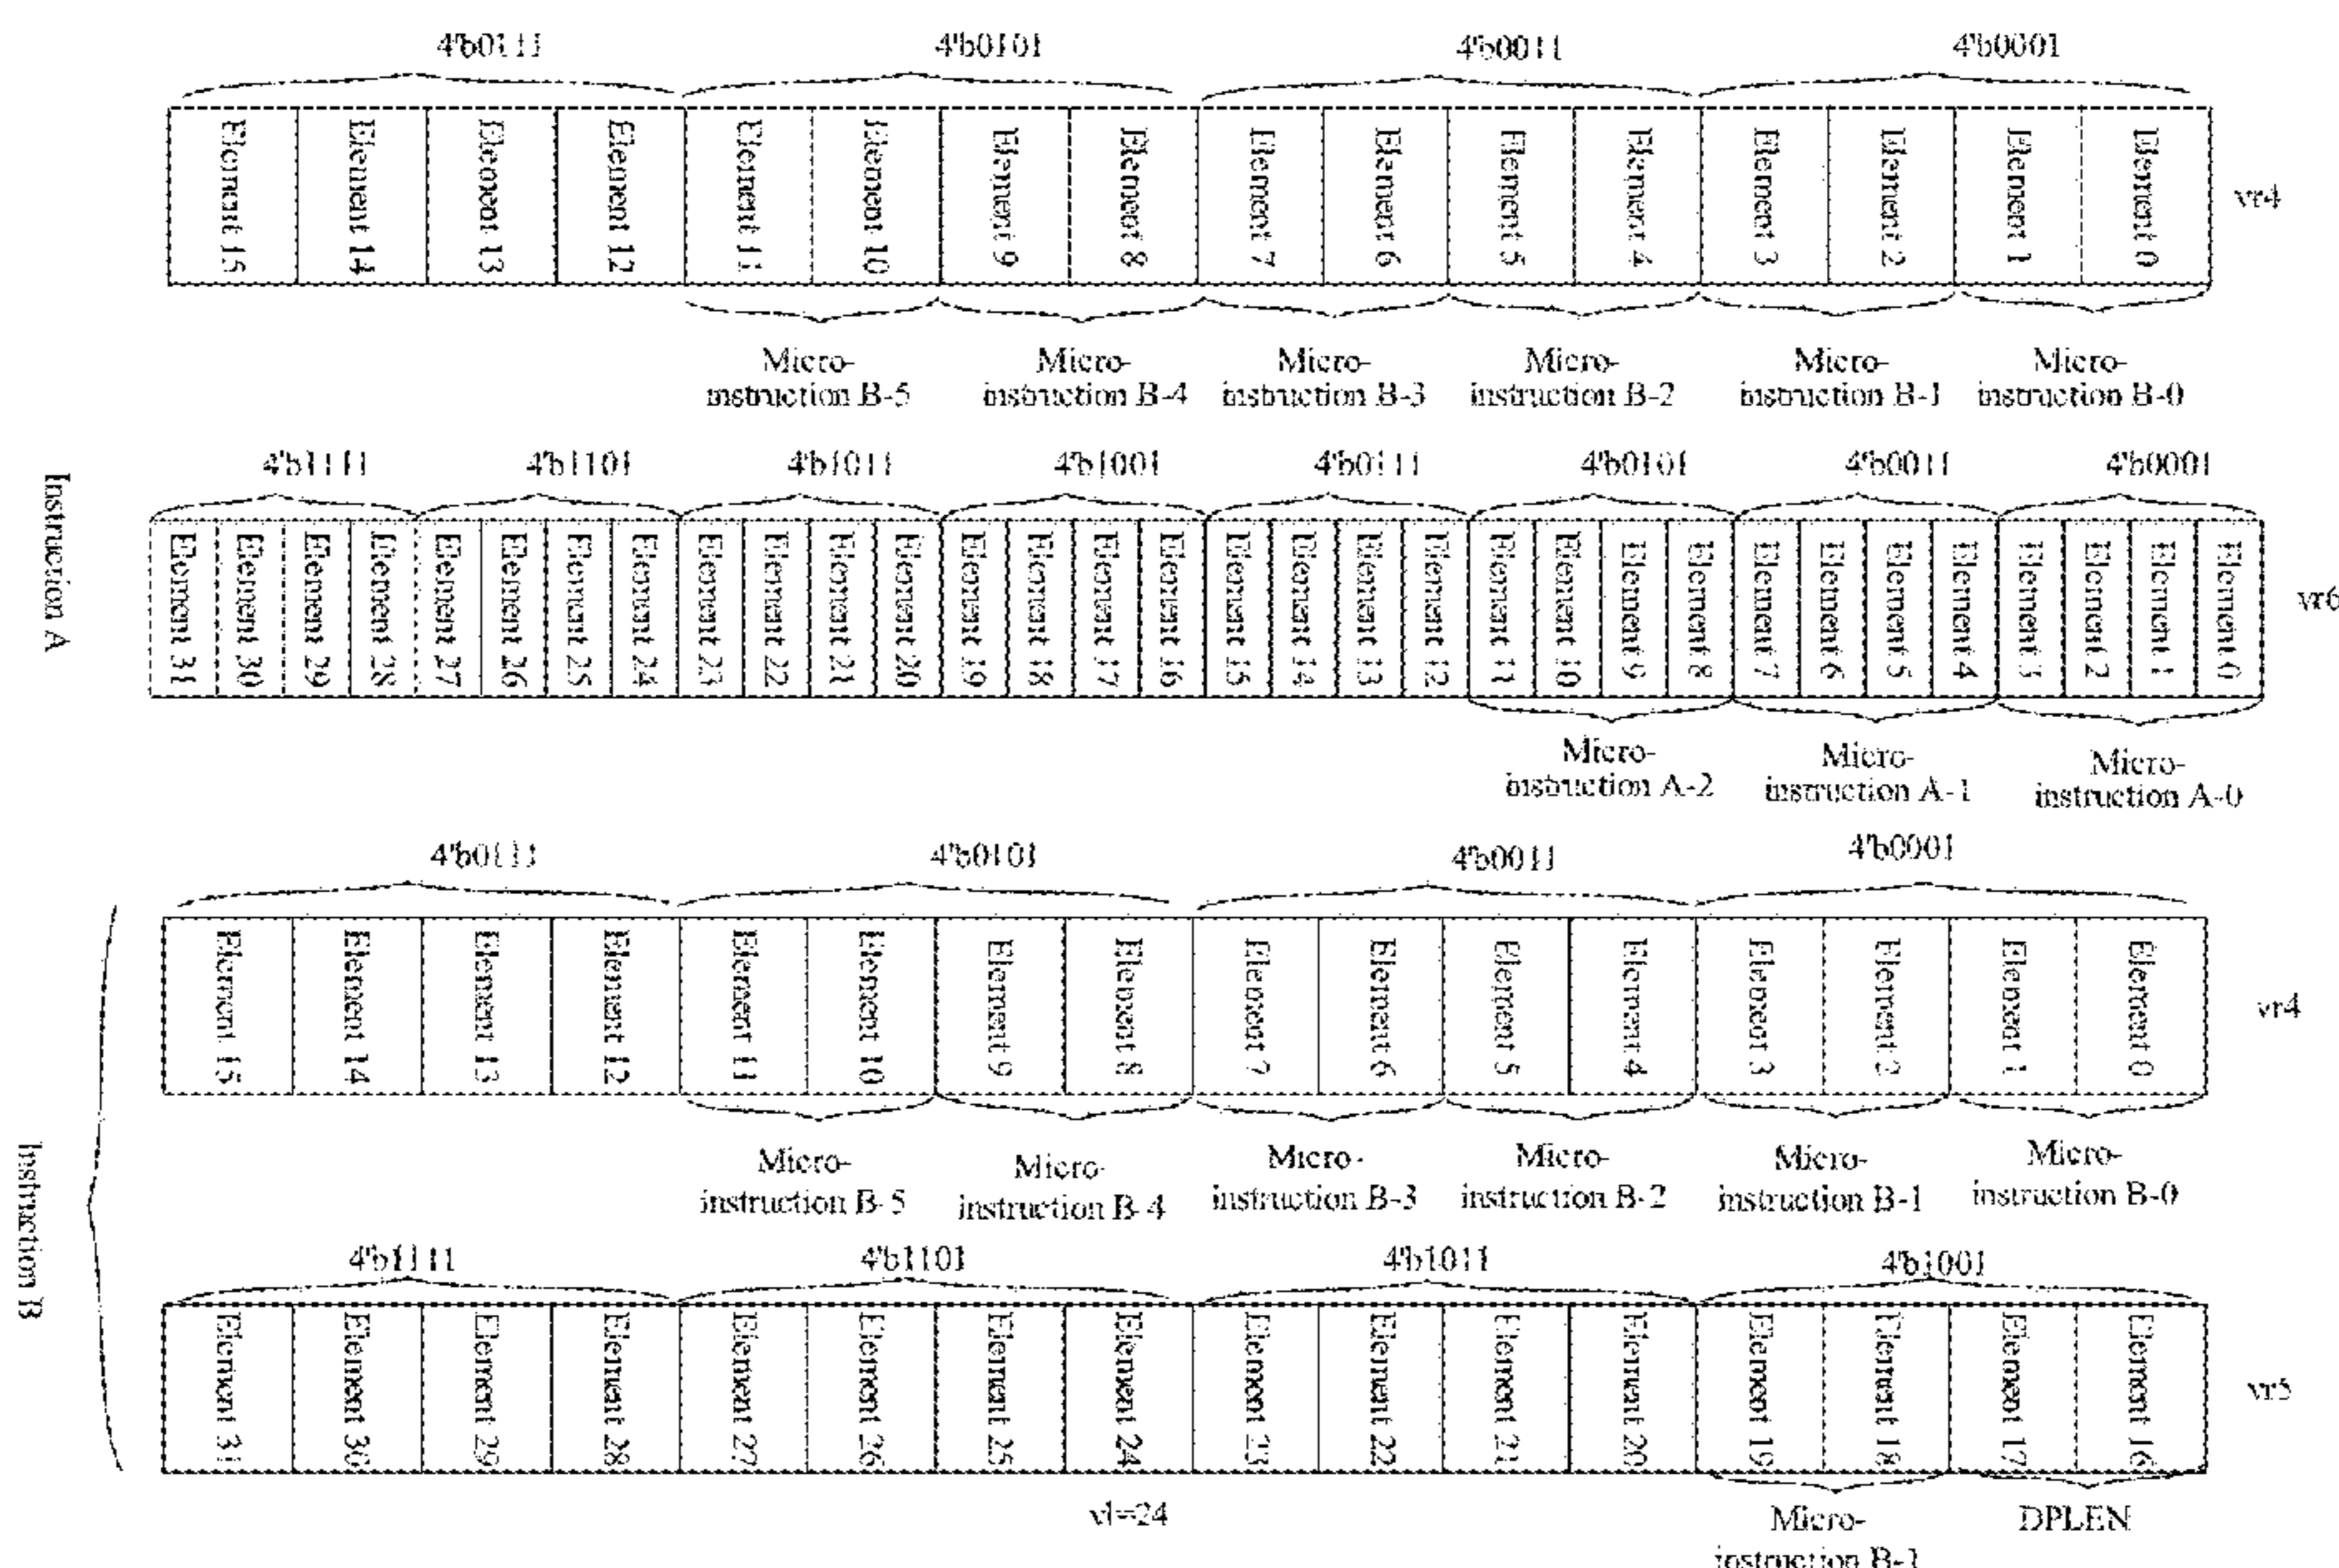 4'b0111 4'b0101 4'b0011 4'b0001
Element 15 Element 14 Element 13 Element 12 Element 11 Element 10 Element 9 Element 8 Element 7 Element 6 Element 5 Element 4 Element 3 Element 2 Element 1 Element 0 vr4
Micro- Micro- Micro- Micro- Micro- Micro-
instruction B-5 instruction B-4 instruction B-3 instruction B-2 instruction B-1 instruction B-0
Instruction A
4'b1111 4'b1101 4'b1011 4'b1001 4'b0111 4'b0101 4'b0011 4'b0001
Element 31 Element 30 Element 29 Element 28 Element 27 Element 26 Element 25 Element 24 Element 23 Element 22 Element 21 Element 20 Element 19 Element 18 Element 17 Element 16 Element 15 Element 14 Element 13 Element 12 Element 11 Element 10 Element 9 Element 8 Element 7 Element 6 Element 5 Element 4 Element 3 Element 2 Element 1 Element 0 vr6
Micro- Micro- Micro-
instruction A-2 instruction A-1 instruction A-0
Instruction B
4'b0111 4'b0101 4'b0011 4'b0001
Element 15 Element 14 Element 13 Element 12 Element 11 Element 10 Element 9 Element 8 Element 7 Element 6 Element 5 Element 4 Element 3 Element 2 Element 1 Element 0 vr4
Micro- Micro- Micro- Micro- Micro- Micro-
instruction B-5 instruction B-4 instruction B-3 instruction B-2 instruction B-1 instruction B-0
4'b1111 4'b1101 4'b1011 4'b1001
Element 31 Element 30 Element 29 Element 28 Element 27 Element 26 Element 25 Element 24 Element 23 Element 22 Element 21 Element 20 Element 19 Element 18 Element 17 Element 16 vr5
vl=24 Micro- DPLEN
instruction B-1